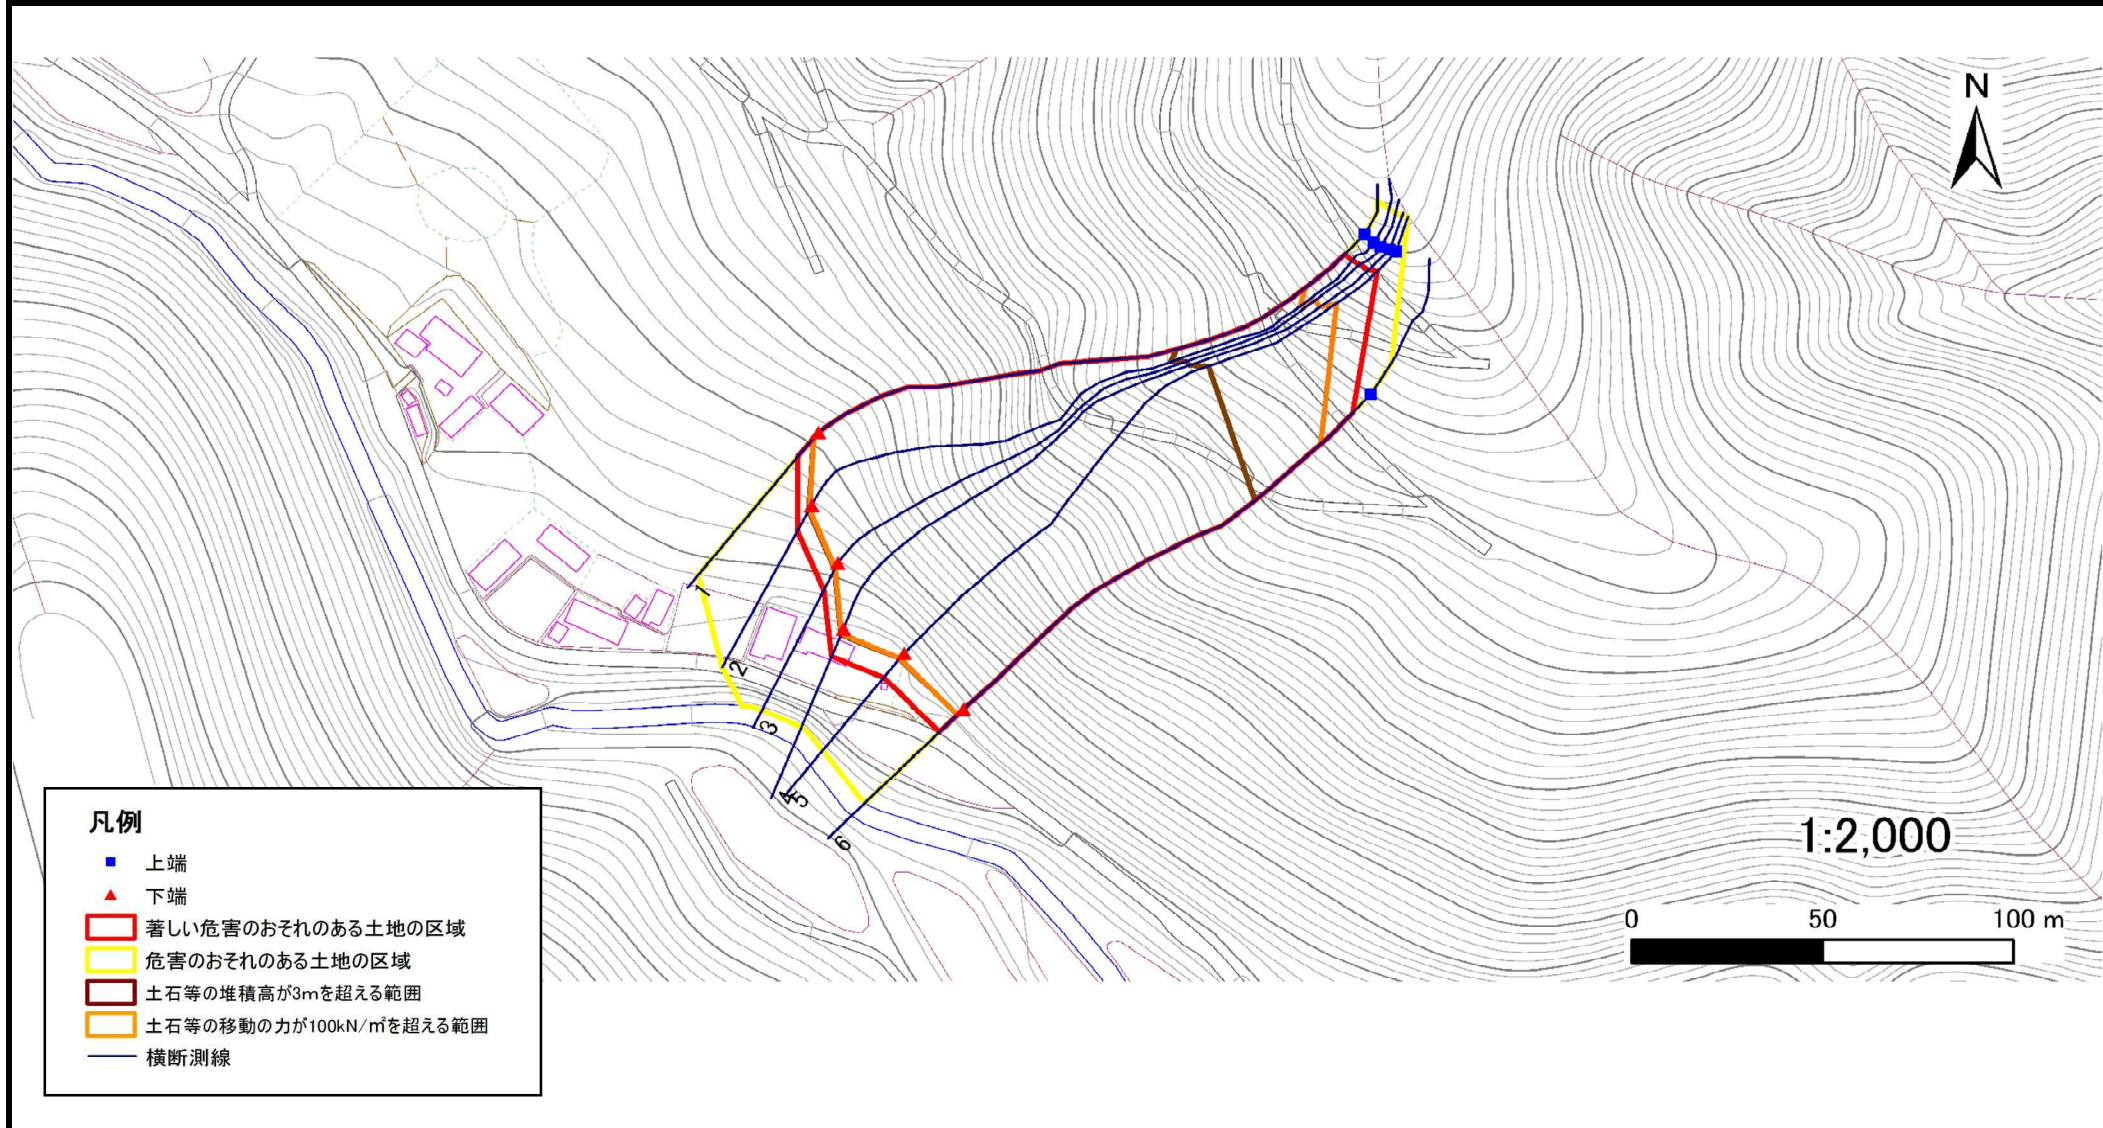 N
1
2
3
4
5
6
凡例
上端
下端
著しい危害のおそれのある土地の区域
危害のおそれのある土地の区域
土石等の堆積高が3mを超える範囲
土石等の移動の力が100kN/㎡を超える範囲
横断測線
1:2,000
0 50 100 m